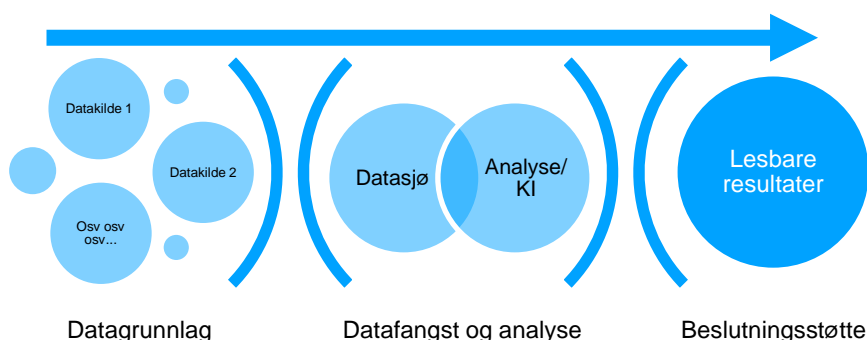 Datakilde 1
Datakilde 2
Osv osv
osv...
Datasjø
Analyse/
KI
Lesbare
resultater
Datagrunnlag
Datafangst og analyse
Beslutningsstøtte